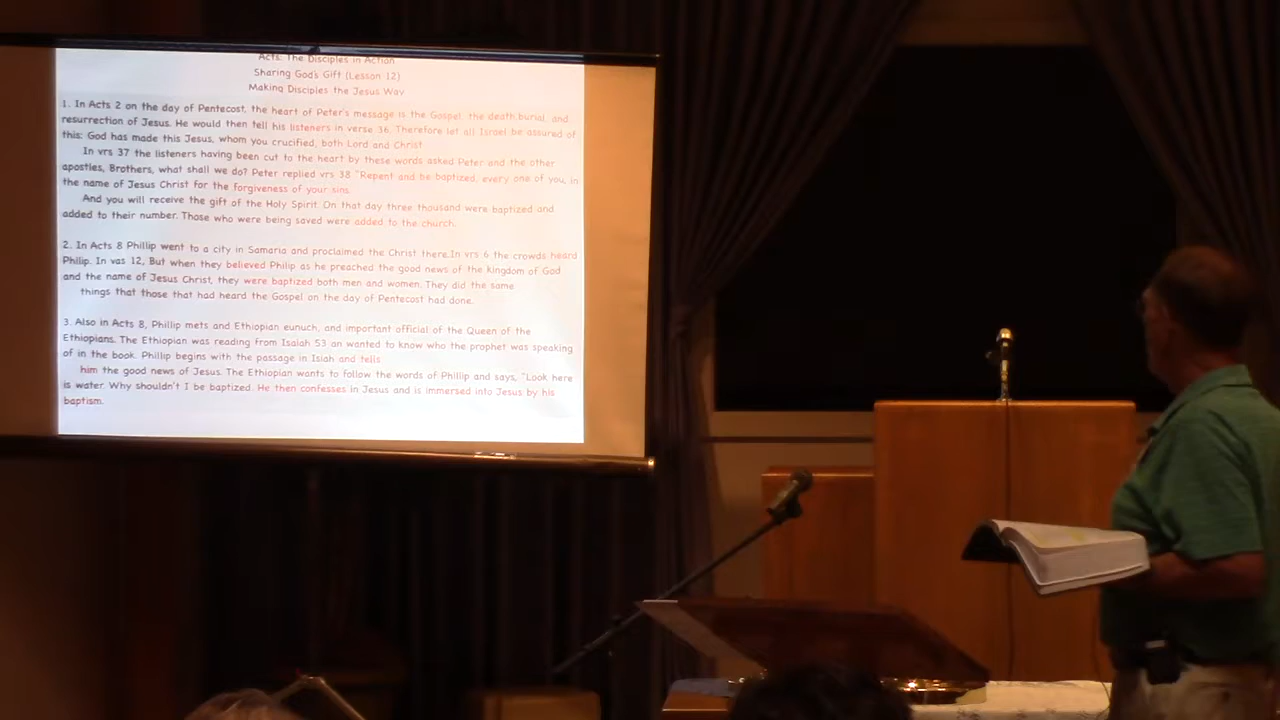 Acts: The Disciples in Action
Sharing God's Gift (Lesson 12)
Making Disciples the Jesus Way
1. In Acts 2 on the day of Pentecost, the heart of Peter's message is the Gospel, the death, burial, and
resurrection of Jesus. He would then tell his listeners in verse 36. Therefore let all Israel be assured of
this: God has made this Jesus, whom you crucified, both Lord and Christ
In vrs 37 the listeners having been cut to the heart by these words asked Peter and the other
apostles, Brothers, what shall we do? Peter replied vrs 38 "Repent and be baptized, every one of you, in
the name of Jesus Christ for the forgiveness of your sins.
And you will receive the gift of the Holy Spirit. On that day three thousand were baptized and
added to their number. Those who were being saved were added to the church.
2. In Acts 8 Phillip went to a city in Samaria and proclaimed the Christ there.In vrs 6 the crowds heard
Philip. In vas 12, But when they believed Philip as he preached the good news of the kingdom of God
and the name of Jesus Christ, they were baptized both men and women. They did the same
things that those that had heard the Gospel on the day of Pentecost had done.
3. Also in Acts 8, Phillip mets and Ethiopian eunuch, and important official of the Queen of the
Ethiopians. The Ethiopian was reading from Isaiah 53 an wanted to know who the prophet was speaking
of in the book. Phillip begins with the passage in Isiah and tells
him the good news of Jesus. The Ethiopian wants to follow the words of Phillip and says, "Look here
is water. Why shouldn't I be baptized. He then confesses in Jesus and is immersed into Jesus by his
baptism.